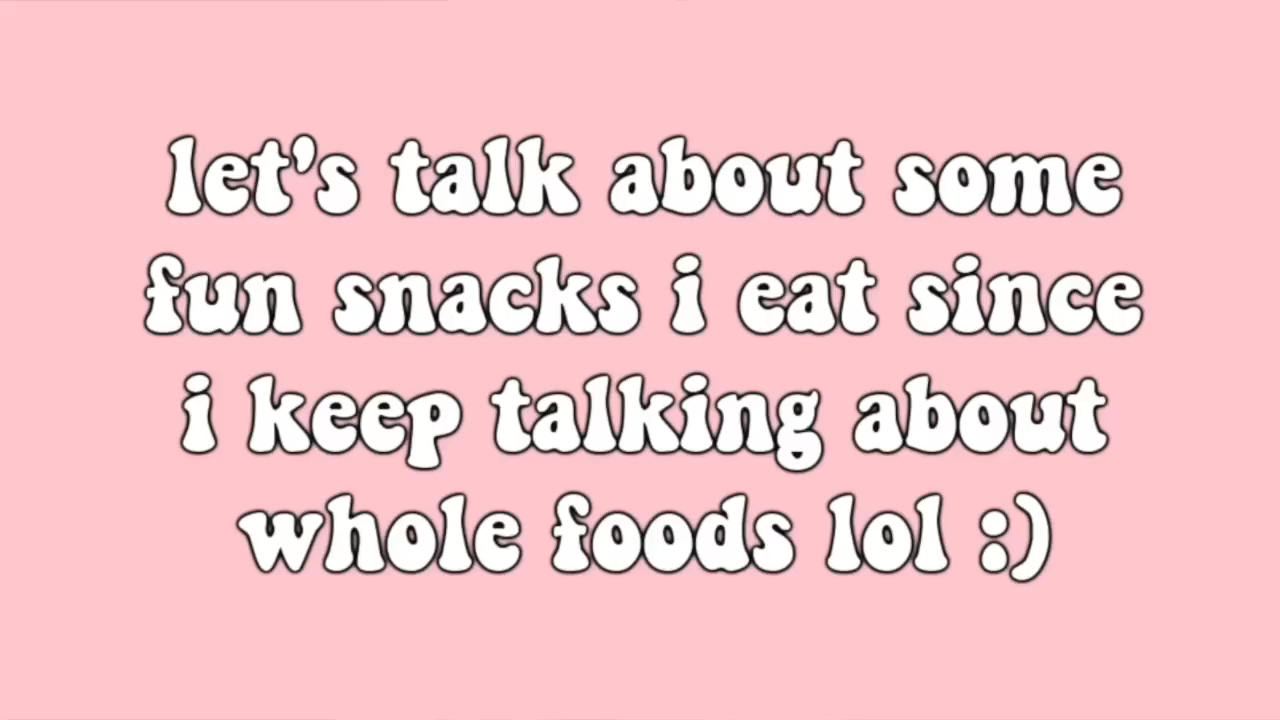 let's talk about some
fun snacks i eat since
i keep talking about
whole foods lol :)